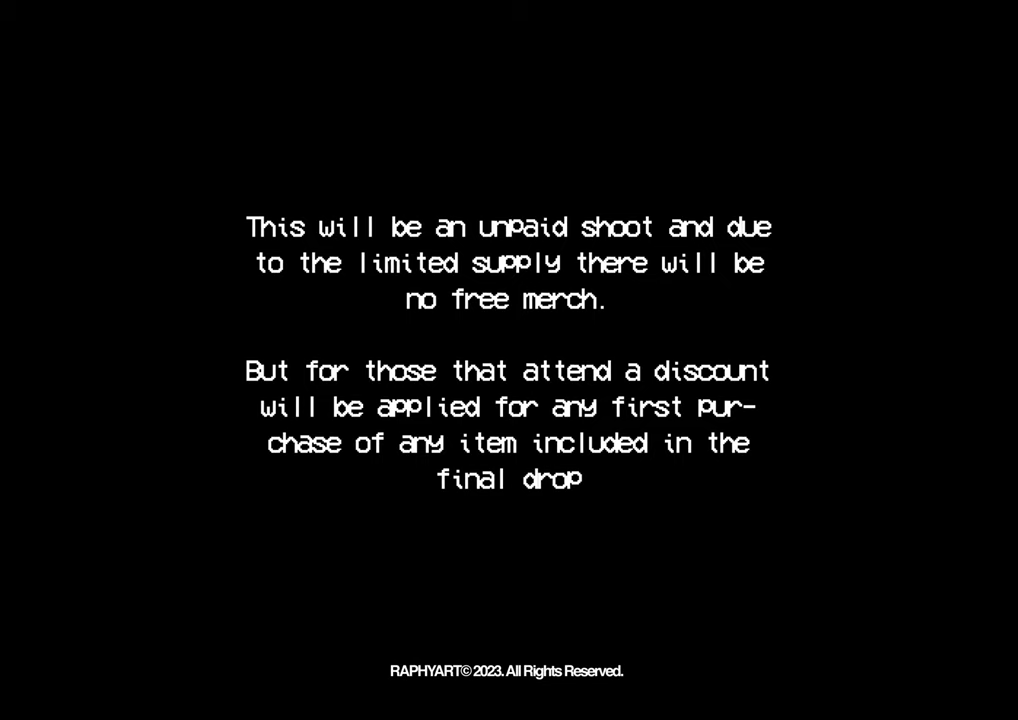 This will be an unpaid shoot and due
to the limited supply there will be
no free merch.
But for those that attend a discount
will be applied for any first pur-
chase of any item included in the
final drop
RAPHYART© 2023. All Rights Reserved.